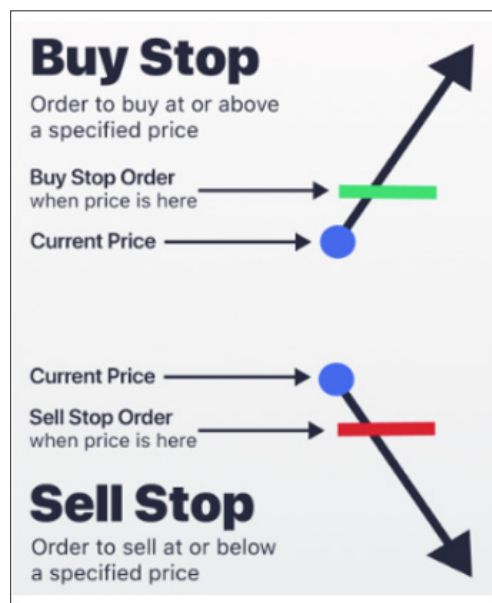 Buy Stop
Order to buy at or above
a specified price
Buy Stop Order
when price is here
Current Price
Current Price
Sell Stop Order
when price is here
Sell Stop
Order to sell at or below
a specified price